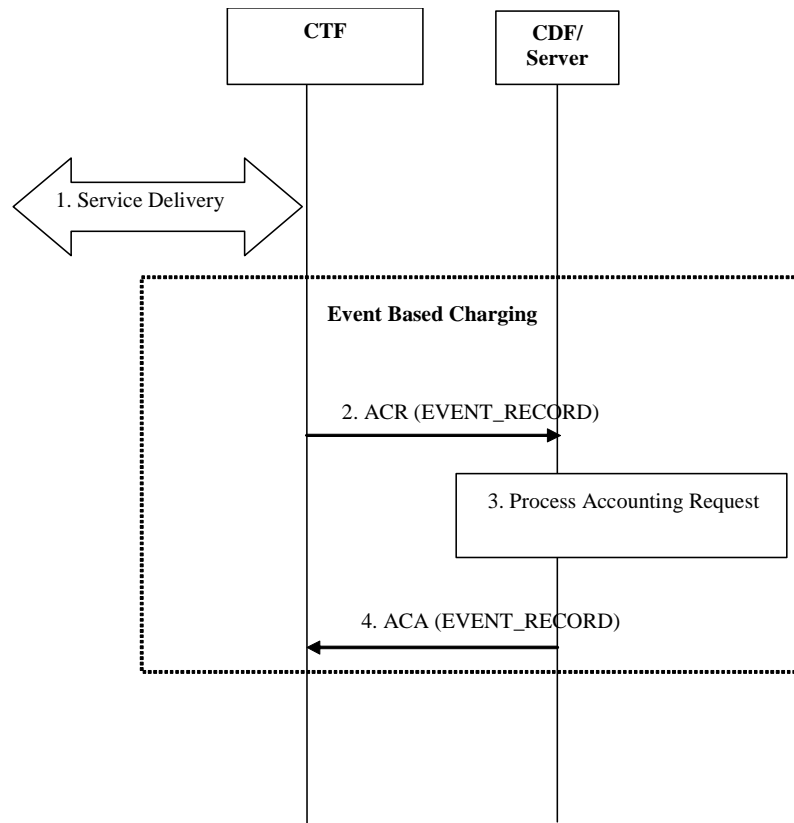 CTF
CDF/
Server
1. Service Delivery
Event Based Charging
2. ACR (EVENT_RECORD)
3. Process Accounting Request
4. ACA (EVENT_RECORD)